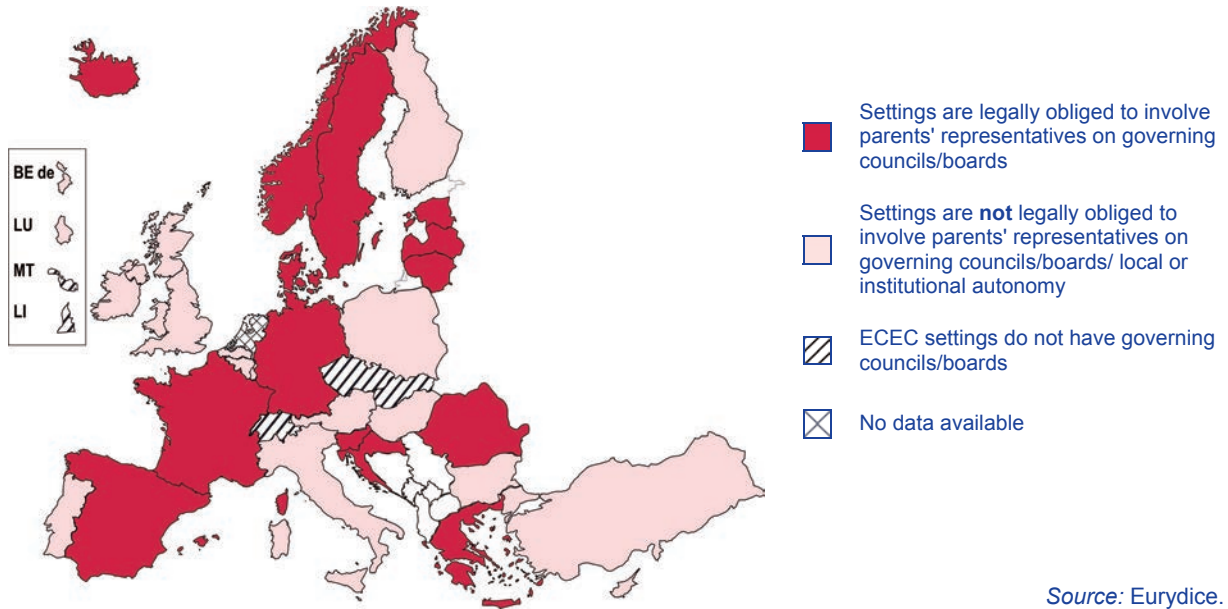 BE de
LU
MT
LI
Settings are legally obliged to involve
parents' representatives on governing
councils/boards
Settings are not legally obliged to
involve parents' representatives on
governing councils/boards/ local or
institutional autonomy
ECEC settings do not have governing
councils/boards
No data available
Source: Eurydice.